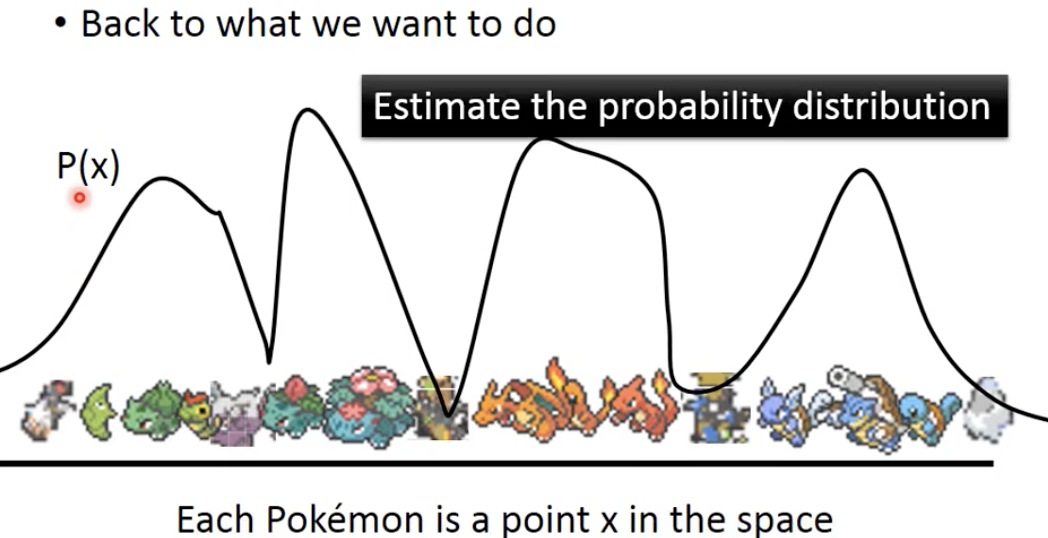 • Back to what we want to do
Estimate the probability distribution
P(x)
Each Pokémon is a point x in the space